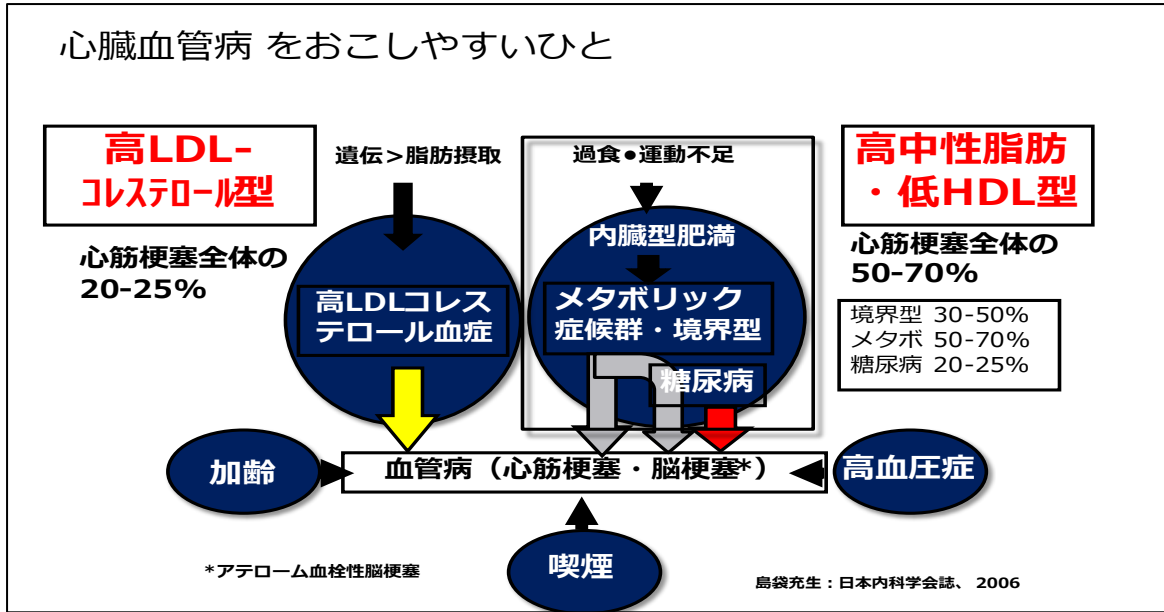 心臓血管病 をおこしやすいひと
高LDL-
ｺﾚｽﾃﾛｰﾙ型
心筋梗塞全体の
20-25%
遺伝>脂肪摂取
高LDLコレス
テロール血症
過食●運動不足
内臓型肥満
メタボリック
症候群・境界型
糖尿病
高中性脂肪
・低HDL型
心筋梗塞全体の
50-70%
境界型 30-50%
メタボ 50-70%
糖尿病 20-25%
加齢
血管病（心筋梗塞・脳梗塞*）
高血圧症
喫煙
*アテローム血栓性脳梗塞
島袋充生：日本内科学会誌、 2006